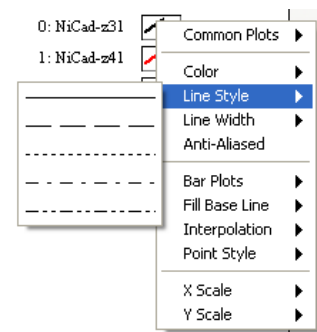 0: NiCad-z31
1: NiCad-z41
Common Plots
Color
Line Style
Line Width
Anti-Aliased
Bar Plots
Fill Base Line
Interpolation
Point Style
X Scale
Y Scale